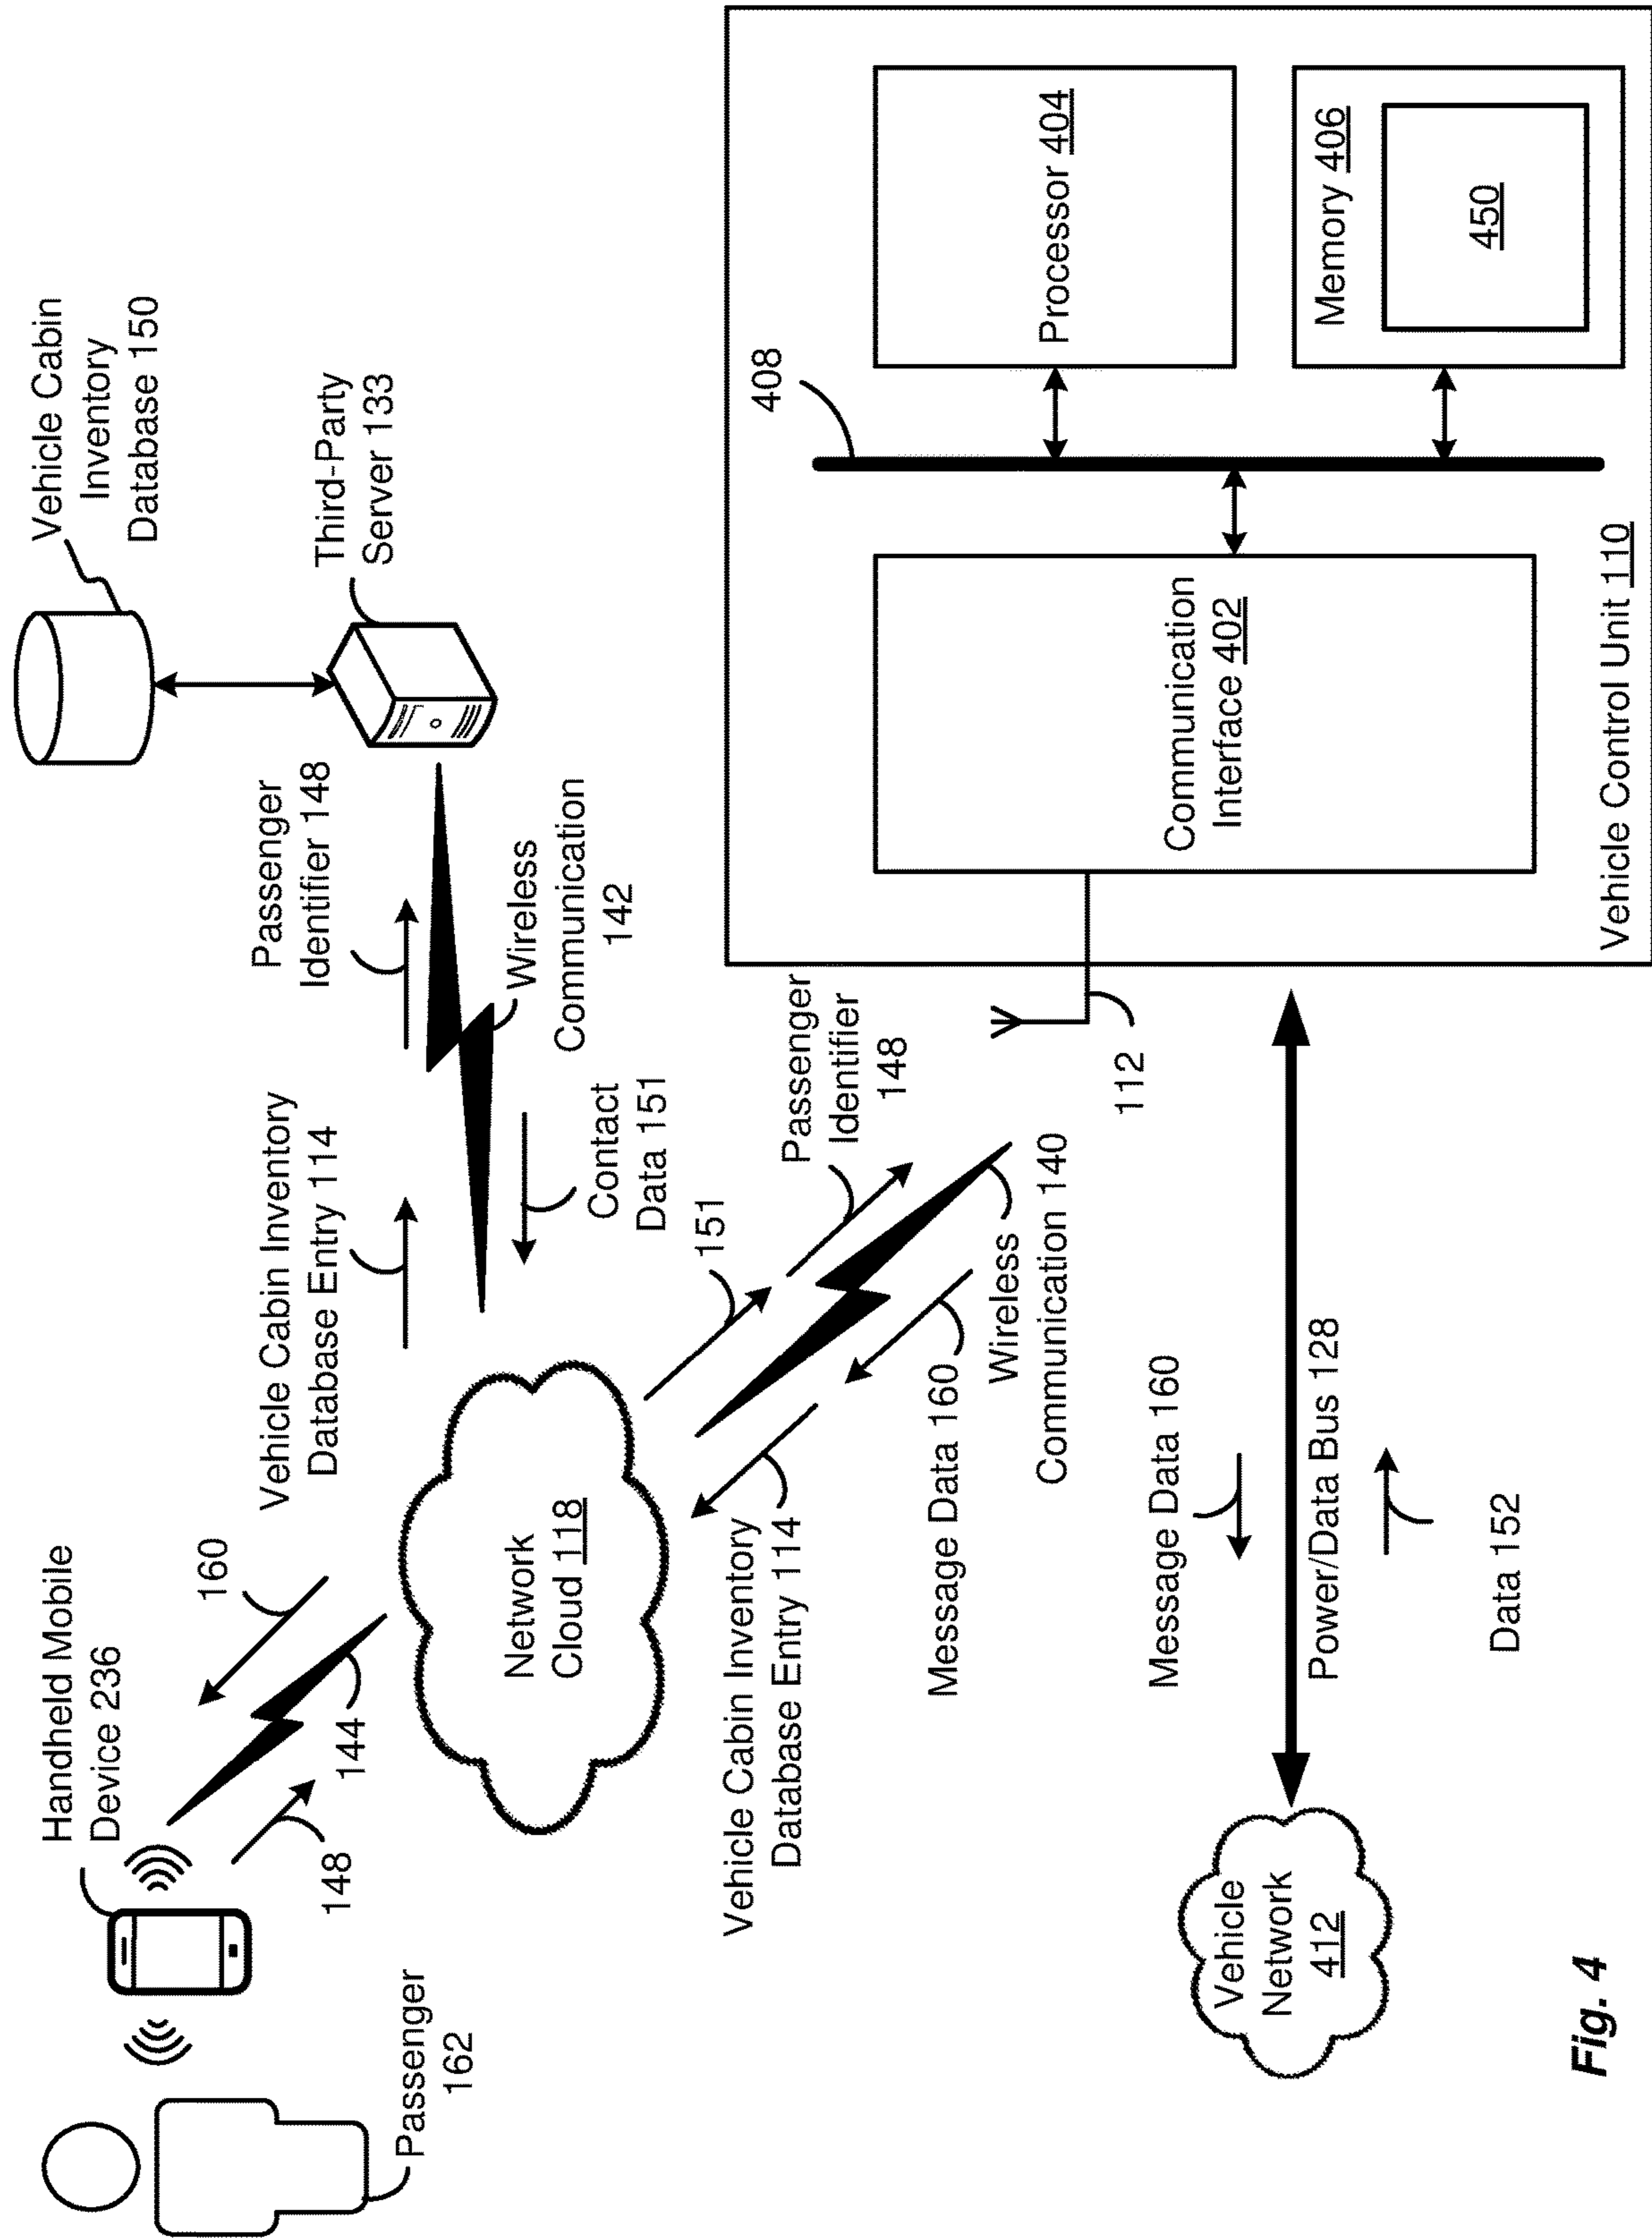 Vehicle Cabin
Inventory
Database 150
Third-Party
Server 133
Passenger
Identifier 148
Wireless
Communication
142
Vehicle Cabin Inventory
Database Entry 114
Contact
Data 151
Handheld Mobile
Device 236
160
144
148
Passenger
162
Network
Cloud 118
151
Passenger
Identifier
148
Wireless
Communication 140
Message Data 160
Vehicle Cabin Inventory
Database Entry 114
112
408
Processor 404
Memory 406
450
Communication
Interface 402
Vehicle Control Unit 110
Message Data 160
Power/Data Bus 128
Data 152
Vehicle
Network
412
Fig. 4